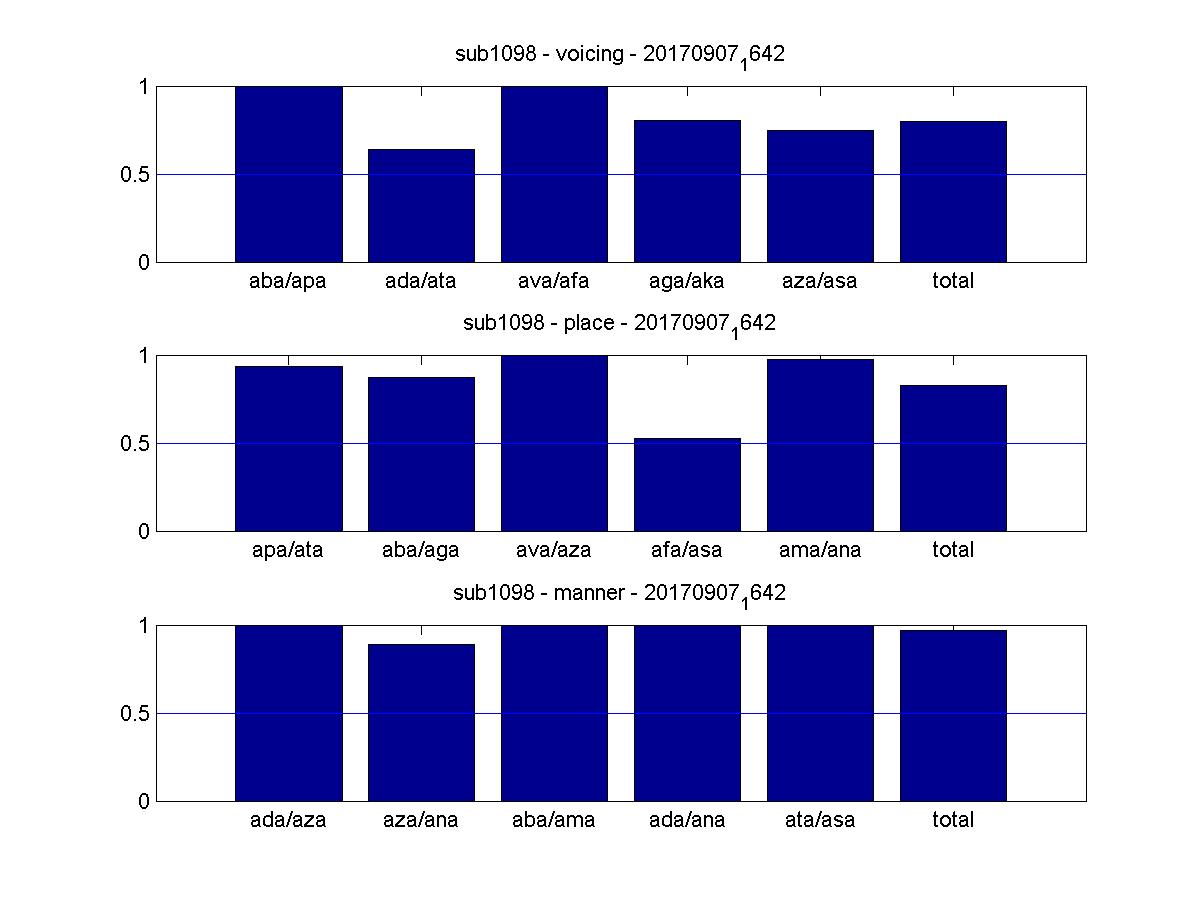 sub1098 - voicing - 20170907_1642
1
0.5
0
aba/apa ada/ata ava/afa aga/aka aza/asa total
sub1098 - place - 20170907_1642
1
0.5
0
apa/ata aba/aga ava/aza afa/asa ama/ana total
sub1098 - manner - 20170907_1642
1
0.5
0
ada/aza aza/ana aba/ama ada/ana ata/asa total